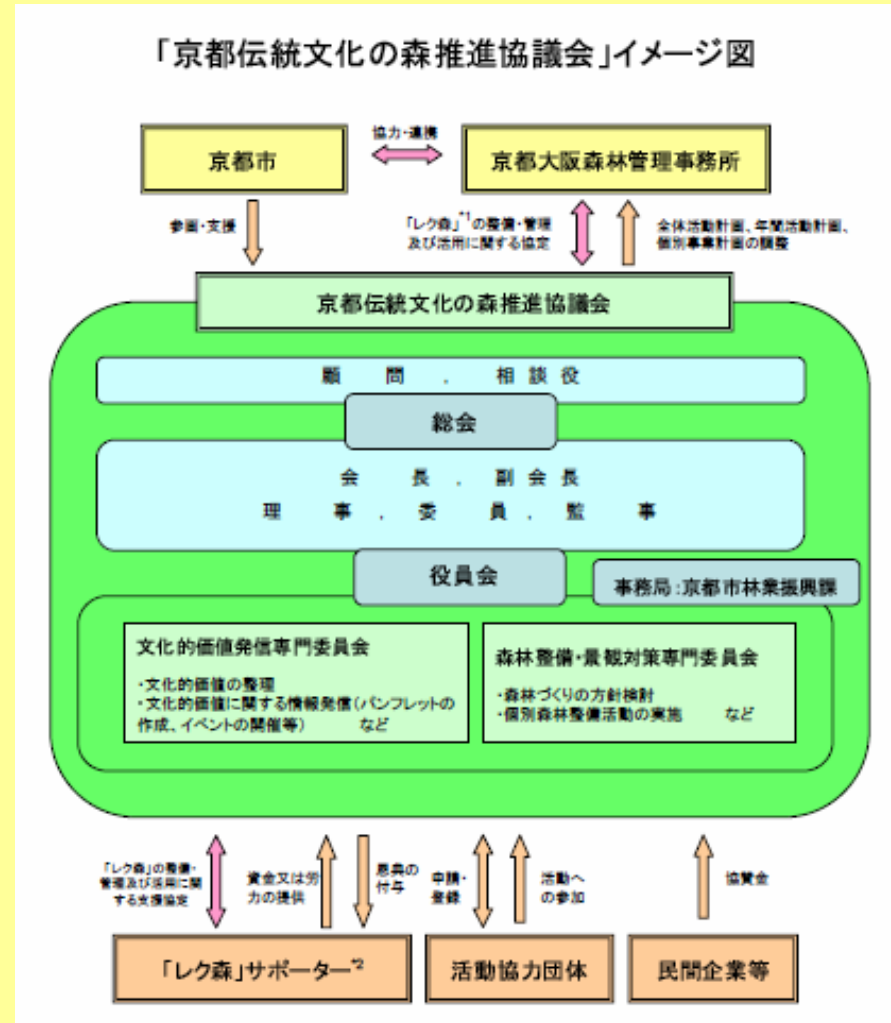 「京都伝統文化の森推進協議会」イメージ図
京都市
協力・連携
京都大阪森林管理事務所
参画・支援
「レク森」*1の整備・管理
及び活用に関する協定
全体活動計画、年間活動計画、
個別事業計画の調整
京都伝統文化の森推進協議会
顧問．相談役
総会
会長．副会長
理事．委員．監事
役員会
事務局：京都市林業振興課
文化的価値発信専門委員会
・文化的価値の整理
・文化的価値に関する情報発信（パンフレットの
作成、イベントの開催等） など
森林整備・景観対策専門委員会
・森林づくりの方針検討
・個別森林整備活動の実施 など
「レク森」の整備・
管理及び活用に関
する支援協定
資金又は労
力の提供
恩典の
付与
申請・
登録
活動へ
の参加
協賛金
「レク森」サポーター*2
活動協力団体
民間企業等